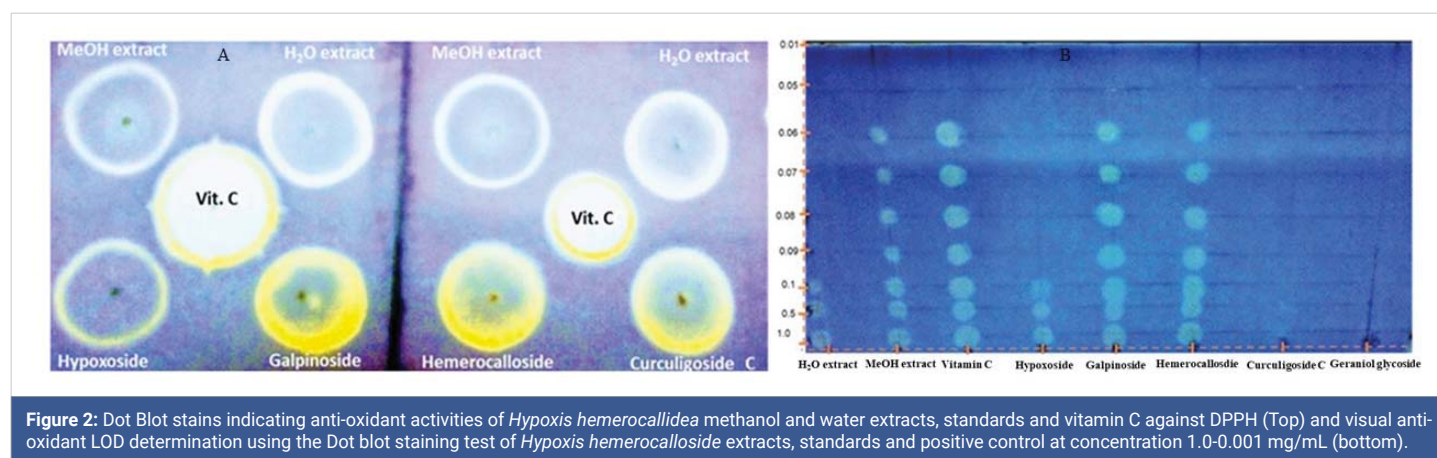 MeOH extract A H₂O extract MeOH extract H₂O extract
Vit. C Vit. C
Hypoxoside Galpinoside Hemerocalloside Curculigoside C
B
0.01
0.05
0.06
0.07
0.08
0.09
0.1
0.5
1.0
H₂O extract MeOH extract Vitamin C Hypoxoside Galpinoside Hemerocallosdie Curculigoside C Geraniol glycoside
Figure 2: Dot Blot stains indicating anti-oxidant activities of Hypoxis hemerocallidea methanol and water extracts, standards and vitamin C against DPPH (Top) and visual anti-
oxidant LOD determination using the Dot blot staining test of Hypoxis hemerocalloside extracts, standards and positive control at concentration 1.0-0.001 mg/mL (bottom).